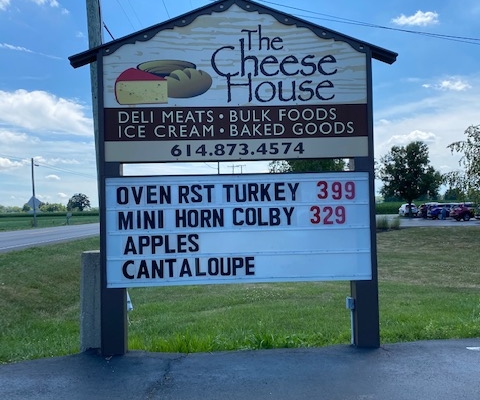 The
Cheese
House
DELI MEATS • BULK FOODS
ICE CREAM • BAKED GOODS
614.873.4574
OVEN RST TURKEY 399
MINI HORN COLBY 329
APPLES
CANTALOUPE